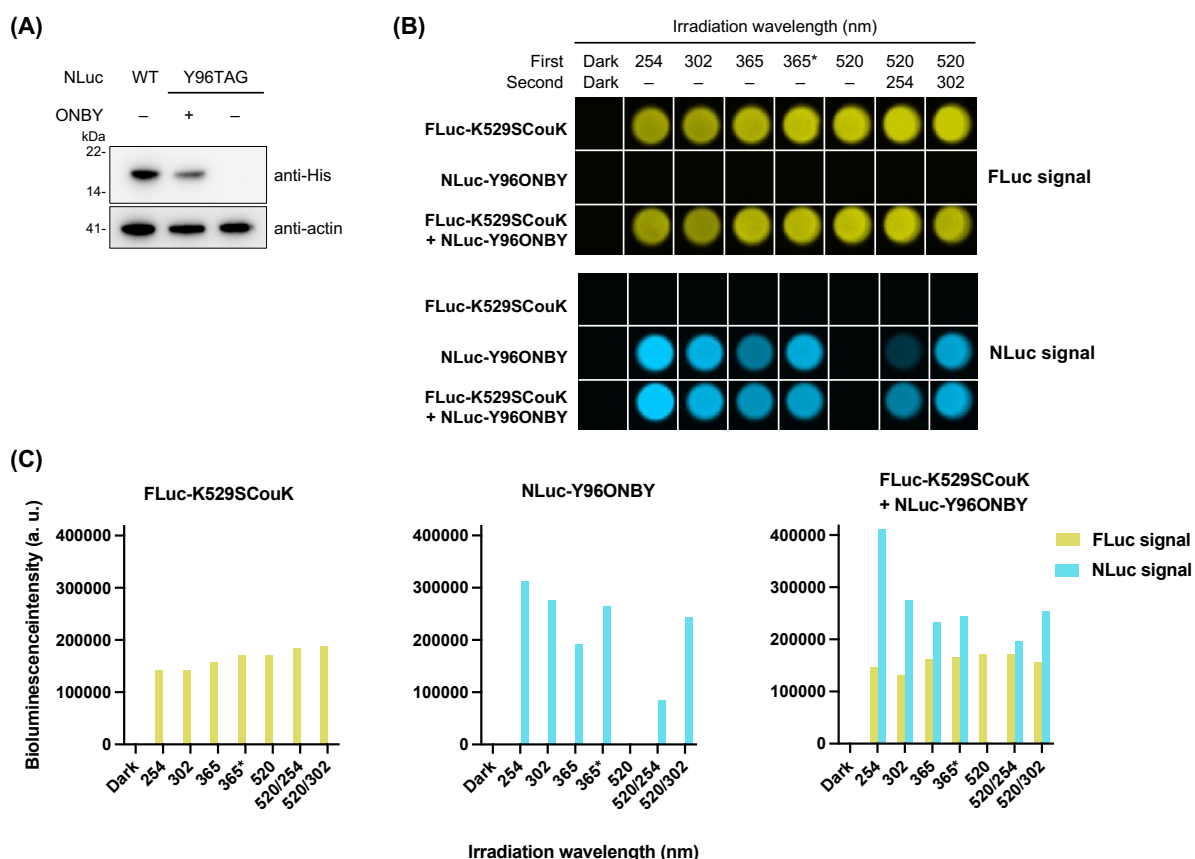 (A)
NLuc WT Y96TAG
ONBY – + –
kDa
22-
14-
anti-His
41-
anti-actin
(B)
Irradiation wavelength (nm)
First Dark 254 302 365 365* 520 520 520
Second Dark – – – – – 254 302
FLuc-K529SCouK
NLuc-Y96ONBY
FLuc signal
FLuc-K529SCouK
+ NLuc-Y96ONBY
FLuc-K529SCouK
NLuc-Y96ONBY
NLuc signal
FLuc-K529SCouK
+ NLuc-Y96ONBY
(C)
Bioluminescenceintensity (a. u.)
FLuc-K529SCouK
400000
300000
200000
100000
0
Dark 254 302 365 365* 520 520/254 520/302
NLuc-Y96ONBY
400000
300000
200000
100000
0
Dark 254 302 365 365* 520 520/254 520/302
FLuc-K529SCouK
+ NLuc-Y96ONBY
400000
300000
200000
100000
0
Dark 254 302 365 365* 520 520/254 520/302
FLuc signal
NLuc signal
Irradiation wavelength (nm)